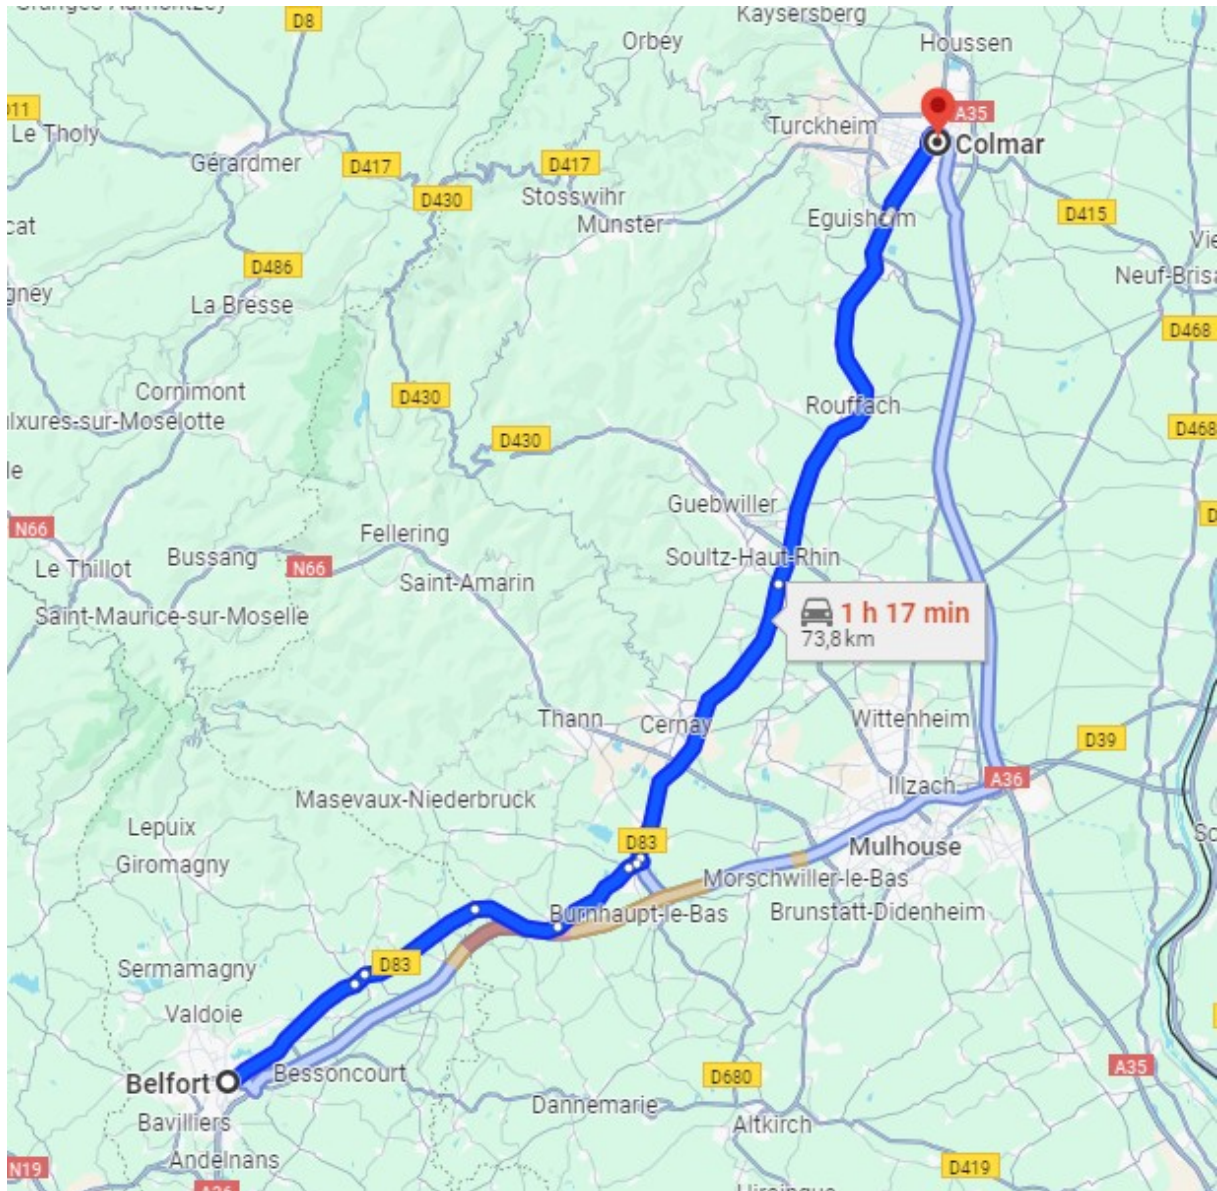 Kaysersberg
D8
Orbey
Houssen
A35
Le Tholy
Turckheim
Colmar
Gérardmer
D417
D417
D430
Stosswihr
Munster
Eguisheim
D415
D486
Neuf-Brisa
La Bresse
D468
Cornimont
D430
Rouffach
ulxures-sur-Moselotte
D430
D468
Guebwiller
N66
Fellering
Bussang
Soultz-Haut-Rhin
Le Thillot
N66
Saint-Amarin
1 h 17 min
73,8 km
Saint-Maurice-sur-Moselle
Thann
Cernay
Wittenheim
D39
A36
Illzach
Masevaux-Niederbruck
Lepuix
D83
Mulhouse
Giromagny
Morschwiller-le-Bas
Burnhaupt-le-Bas
Brunstatt-Didenheim
D83
Sermamagny
Valdoie
A35
Belfort
Bessoncourt
D680
Dannemarie
Bavilliers
Altkirch
Andelnans
N19
D419